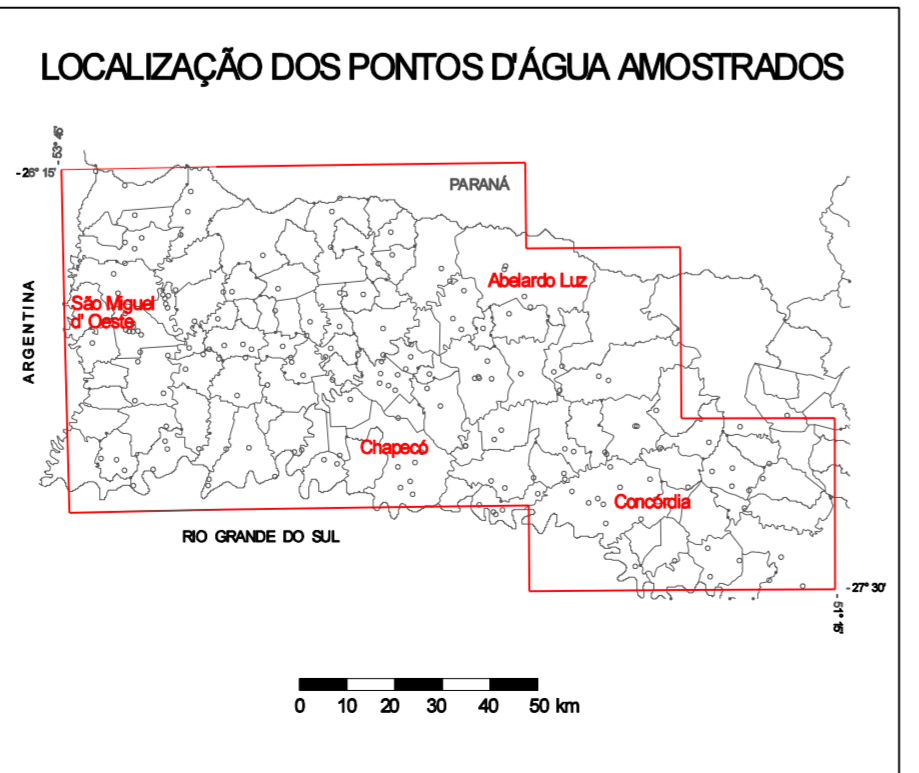 LOCALIZAÇÃO DOS PONTOS D'ÁGUA AMOSTRADOS
53° 45'
26° 15'
PARANÁ
ARGENTINA
Abelardo Luz
São Miguel
d' Oeste
Chapecó
Concórdia
RIO GRANDE DO SUL
27° 30'
51° 15'
0 10 20 30 40 50 km